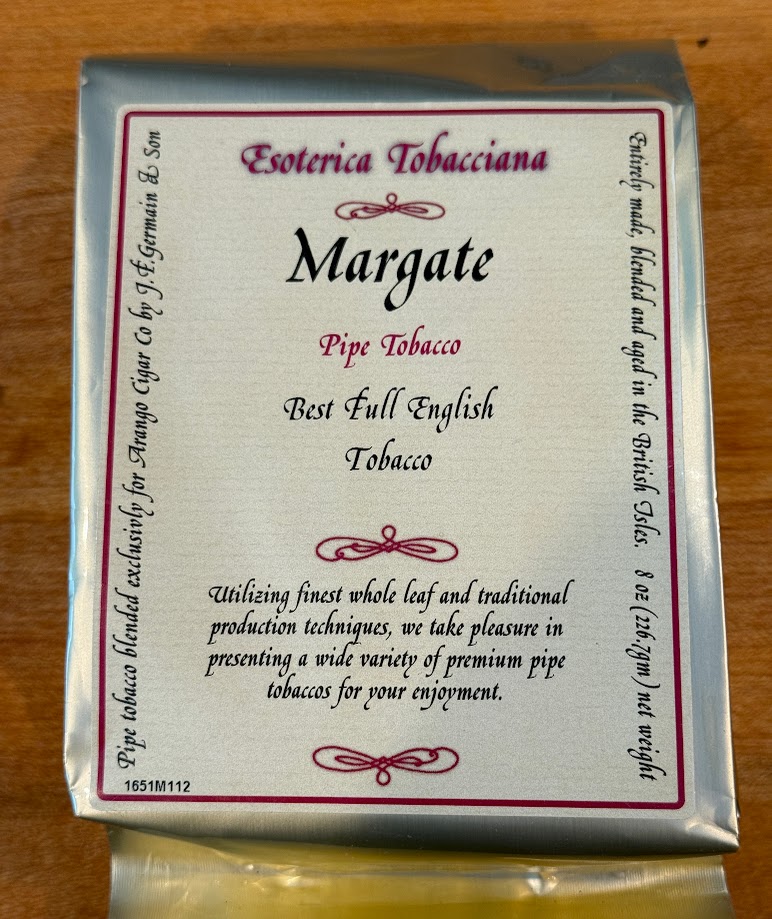 Esoterica Tobacciana
Margate
Pipe Tobacco
Best Full English
Tobacco
Utilizing finest whole leaf and traditional
production techniques, we take pleasure in
presenting a wide variety of premium pipe
tobaccos for your enjoyment.
Pipe tobacco blended exclusivly for Arango Cigar Co by J.F.Germain & Son
Entirely made, blended and aged in the British Isles. 8 oz (226.7gm) net weight
1651M112